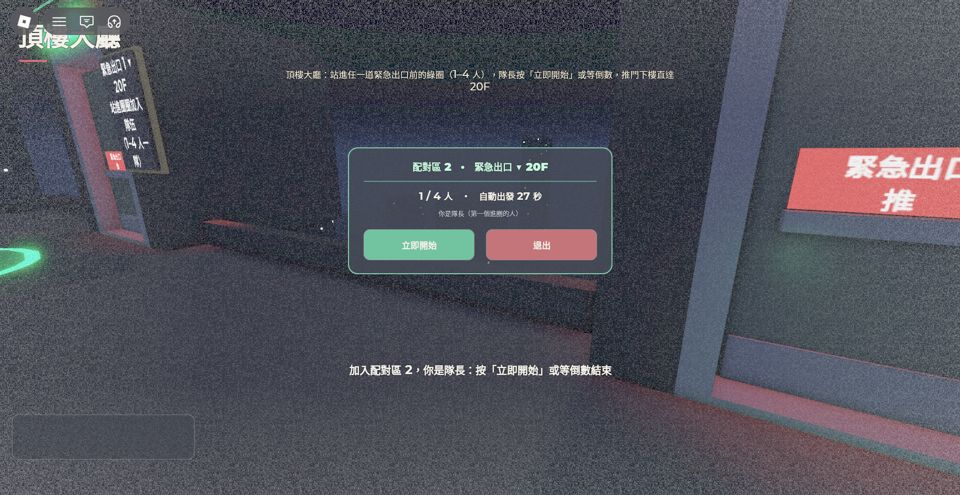 頂樓大廳
緊急出口 1 ▼
20F
站進圈圈加入
隊伍
(1–4 人一
隊)
頂樓大廳：站進任一道緊急出口前的綠圈（1–4 人），隊長按「立即開始」或等倒數，推門下樓直達
20F
配對區 2 • 緊急出口 ▼ 20F
1 / 4 人 • 自動出發 27 秒
你是隊長（第一個進圈的人）
立即開始
退出
緊急出口
推
加入配對區 2，你是隊長：按「立即開始」或等倒數結束